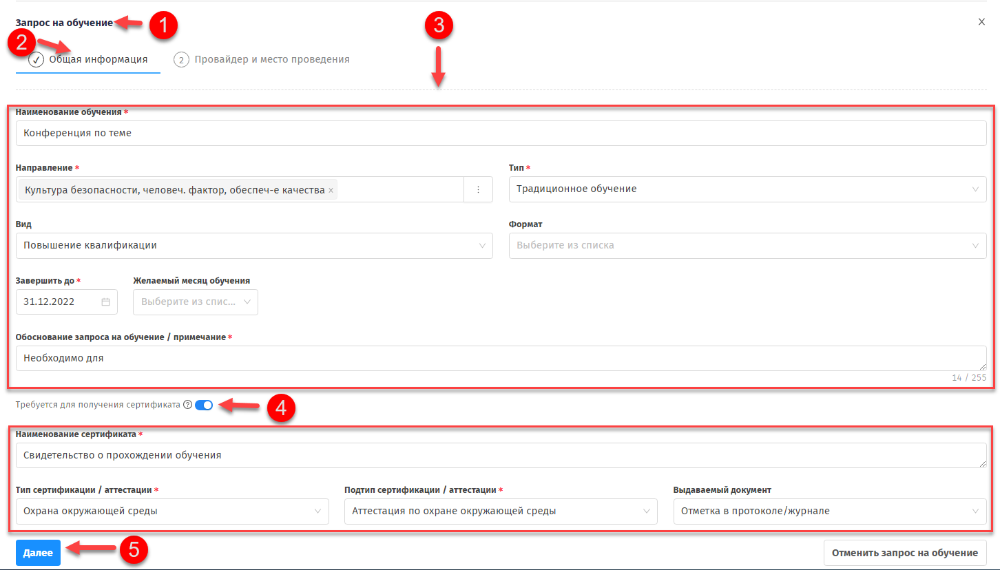 Запрос на обучение
1
3
2
Общая информация
2
Провайдер и место проведения
Наименование обучения *
Конференция по теме
Направление *
Тип *
Культура безопасности, человеч. фактор, обеспеч-е качества ×
Традиционное обучение
Вид
Формат
Повышение квалификации
Выберите из списка
Завершить до *
Желаемый месяц обучения
31.12.2022
Выберите из спис...
Обоснование запроса на обучение / примечание *
Необходимо для
14 / 255
Требуется для получения сертификата ?
4
Наименование сертификата *
Свидетельство о прохождении обучения
Тип сертификации / аттестации *
Подтип сертификации / аттестации *
Выдаваемый документ
Охрана окружающей среды
Аттестация по охране окружающей среды
Отметка в протоколе/журнале
Далее
5
Отменить запрос на обучение